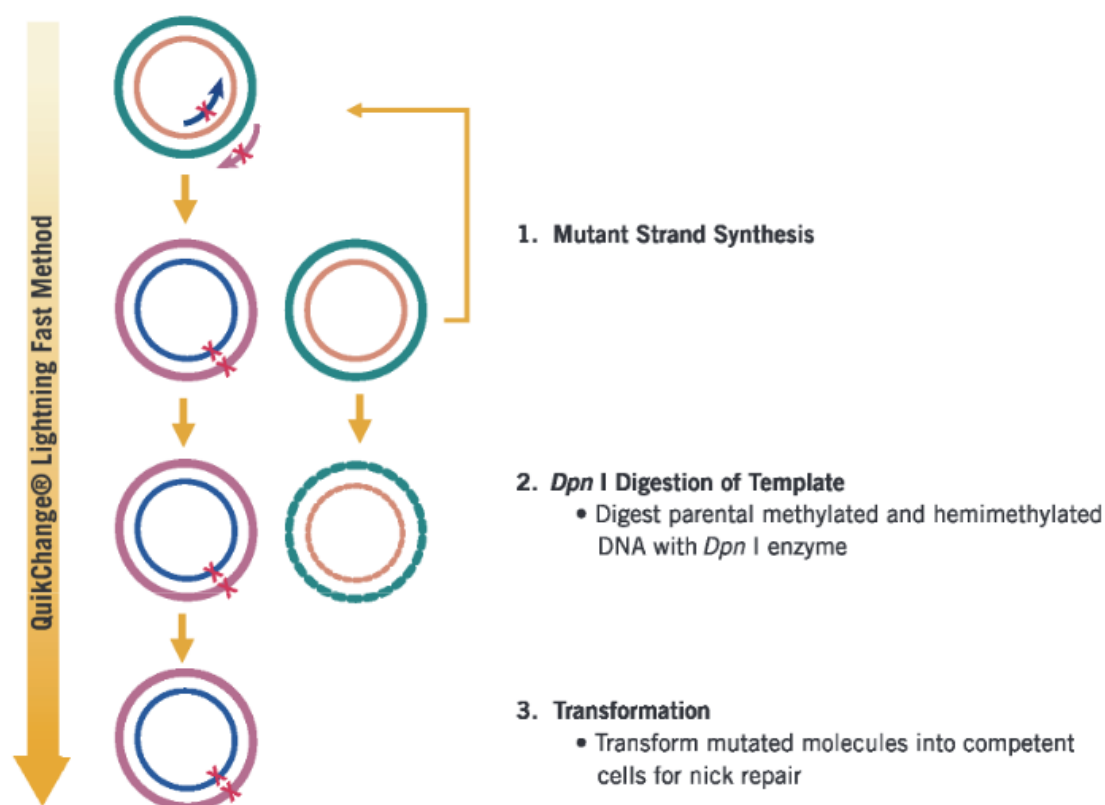 QuikChange® Lightning Fast Method
1. Mutant Strand Synthesis
2. Dpn I Digestion of Template
• Digest parental methylated and hemimethylated
DNA with Dpn I enzyme
3. Transformation
• Transform mutated molecules into competent
cells for nick repair